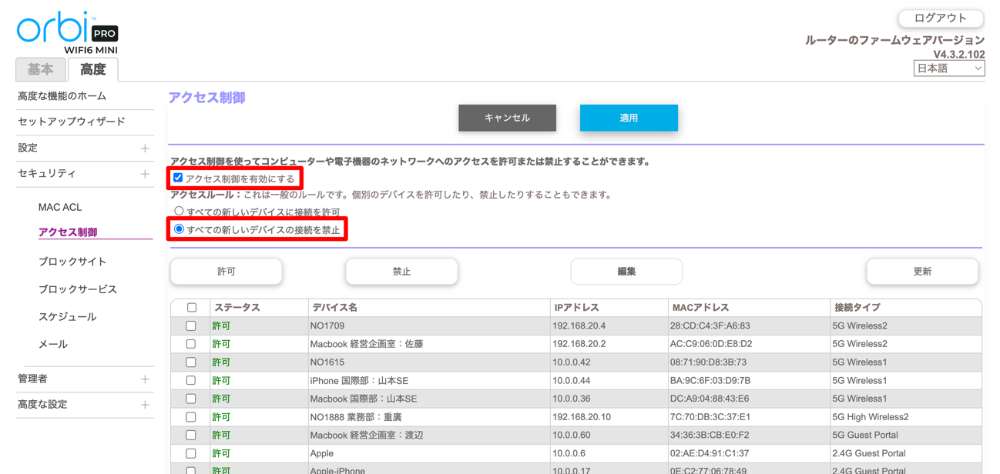 orbi™ PRO
WIFI6 MINI
ログアウト
ルーターのファームウェアバージョン
V4.3.2.102
日本語
基本 高度
高度な機能のホーム
セットアップウィザード
設定
セキュリティ
MAC ACL
アクセス制御
ブロックサイト
ブロックサービス
スケジュール
メール
管理者
高度な設定
アクセス制御
キャンセル 適用
アクセス制御を使ってコンピューターや電子機器のネットワークへのアクセスを許可または禁止することができます。
アクセス制御を有効にする
アクセスルール：これは一般のルールです。個別のデバイスを許可したり、禁止したりすることもできます。
すべての新しいデバイスに接続を許可
すべての新しいデバイスの接続を禁止
許可 禁止 編集 更新
ステータス デバイス名 IPアドレス MACアドレス 接続タイプ
許可 NO1709 192.168.20.4 28:CD:C4:3F:A6:83 5G Wireless2
許可 Macbook 経営企画室：佐藤 192.168.20.2 AC:C9:06:0D:E8:D2 5G Wireless2
許可 NO1615 10.0.0.42 08:71:90:D8:3B:73 5G Wireless1
許可 iPhone 国際部：山本SE 10.0.0.44 BA:9C:6F:03:D9:7B 5G Wireless1
許可 Macbook 国際部：山本SE 10.0.0.36 DC:A9:04:88:43:E6 5G Wireless1
許可 NO1888 業務部：重廣 192.168.20.10 7C:70:DB:3C:37:E1 5G High Wireless2
許可 Macbook 経営企画室：渡辺 10.0.0.60 34:36:3B:CB:E0:F2 5G Guest Portal
許可 Apple 10.0.0.6 02:AE:D4:91:C1:37 2.4G Guest Portal
許可 Apple-iPhone 10.0.0.17 0E:C2:77:06:78:49 2.4G Guest Portal